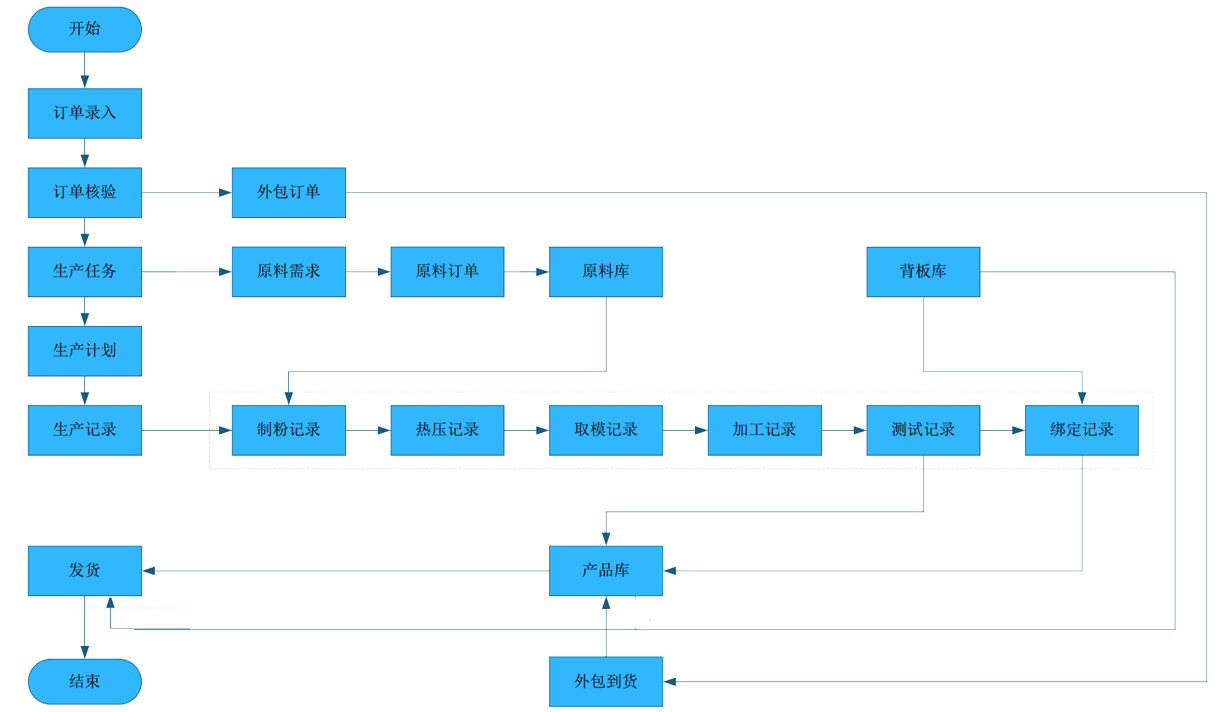 开始
订单录入
订单核验
外包订单
生产任务
原料需求
原料订单
原料库
背板库
生产计划
生产记录
制粉记录
热压记录
取模记录
加工记录
测试记录
绑定记录
发货
产品库
结束
外包到货